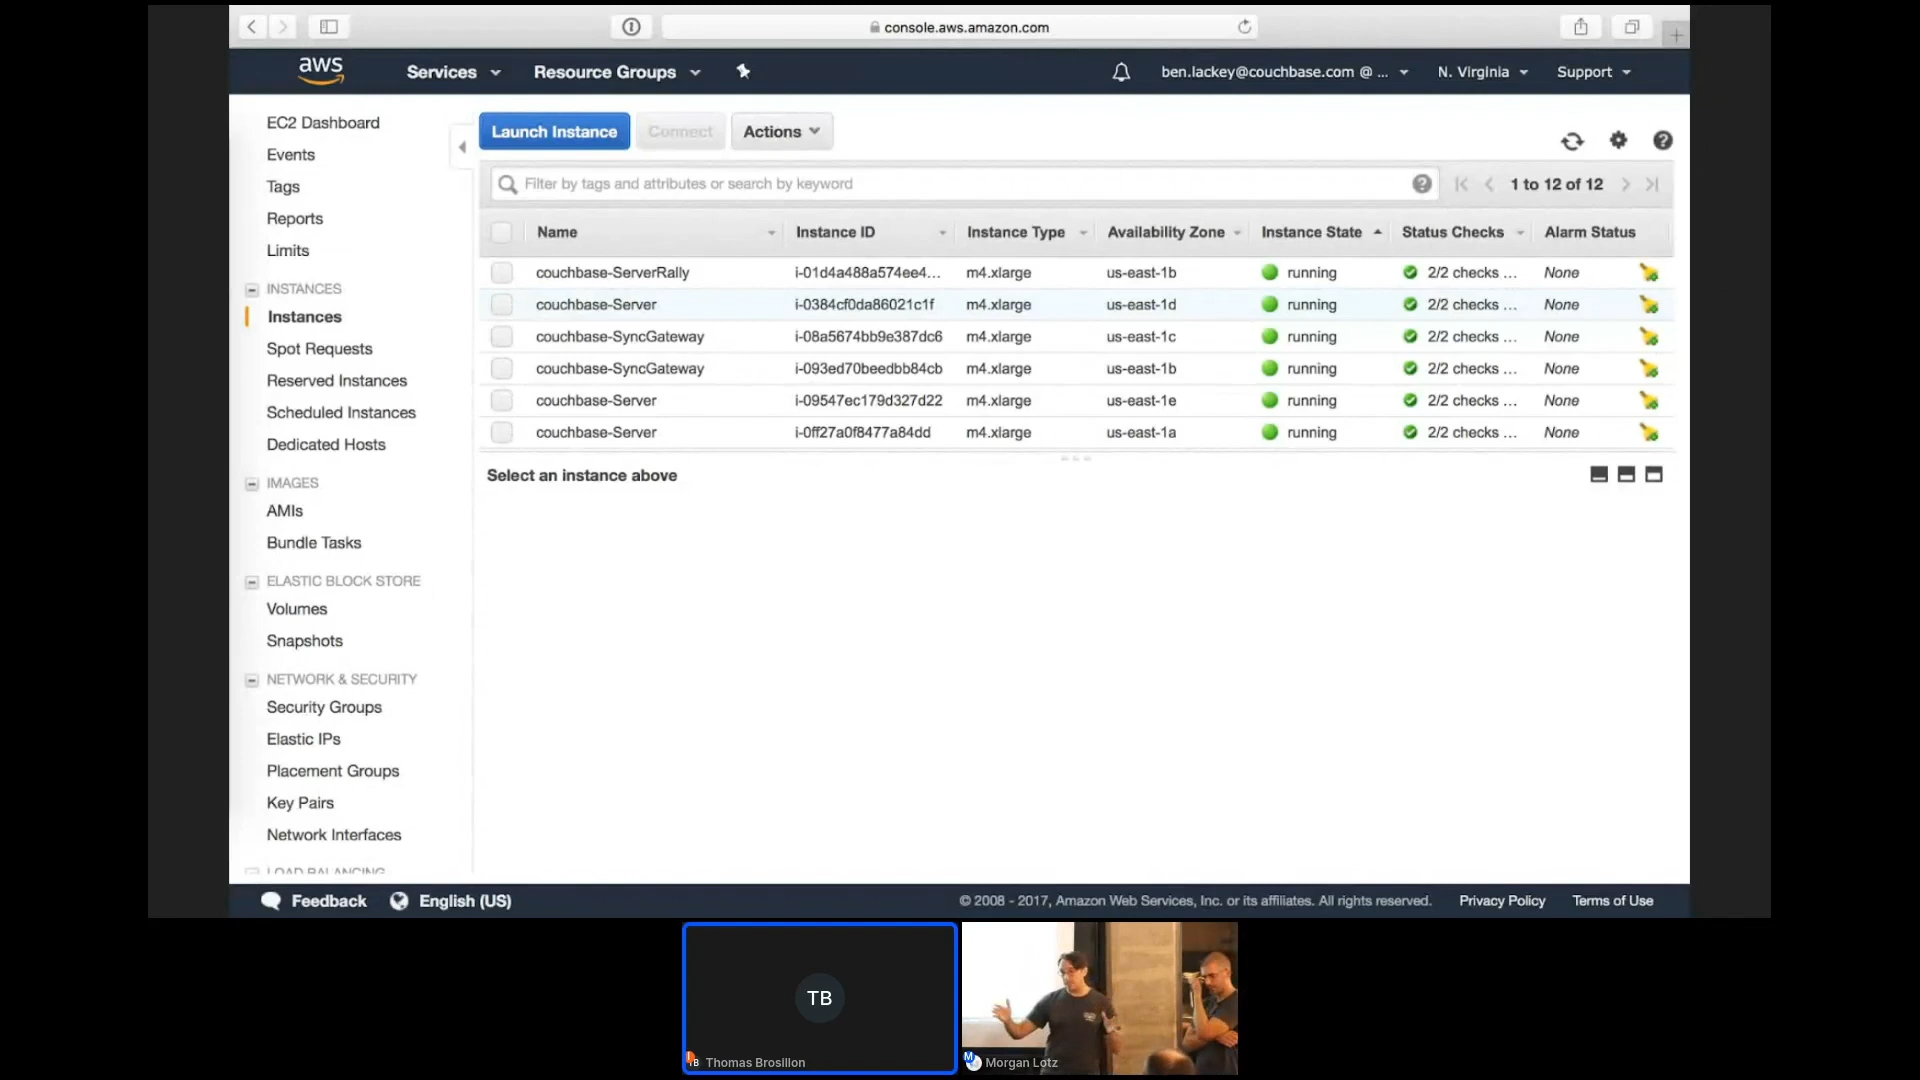 console.aws.amazon.com
aws
Services
Resource Groups
ben.lackey@couchbase.com @ ...
N. Virginia
Support
EC2 Dashboard
Events
Tags
Reports
Limits
INSTANCES
Instances
Spot Requests
Reserved Instances
Scheduled Instances
Dedicated Hosts
IMAGES
AMIs
Bundle Tasks
ELASTIC BLOCK STORE
Volumes
Snapshots
NETWORK & SECURITY
Security Groups
Elastic IPs
Placement Groups
Key Pairs
Network Interfaces
LOAD BALANCING
Launch Instance Connect Actions
Filter by tags and attributes or search by keyword
1 to 12 of 12
Name Instance ID Instance Type Availability Zone Instance State Status Checks Alarm Status
couchbase-ServerRally i-01d4a488a574ee4... m4.xlarge us-east-1b running 2/2 checks ... None
couchbase-Server i-0384cf0da86021c1f m4.xlarge us-east-1d running 2/2 checks ... None
couchbase-SyncGateway i-08a5674bb9e387dc6 m4.xlarge us-east-1c running 2/2 checks ... None
couchbase-SyncGateway i-093ed70beedbb84cb m4.xlarge us-east-1b running 2/2 checks ... None
couchbase-Server i-09547ec179d327d22 m4.xlarge us-east-1e running 2/2 checks ... None
couchbase-Server i-0ff27a0f8477a84dd m4.xlarge us-east-1a running 2/2 checks ... None
Select an instance above
Feedback
English (US)
© 2008 - 2017, Amazon Web Services, Inc. or its affiliates. All rights reserved.
Privacy Policy
Terms of Use
TB
TB Thomas Brosillon
M Morgan Lotz